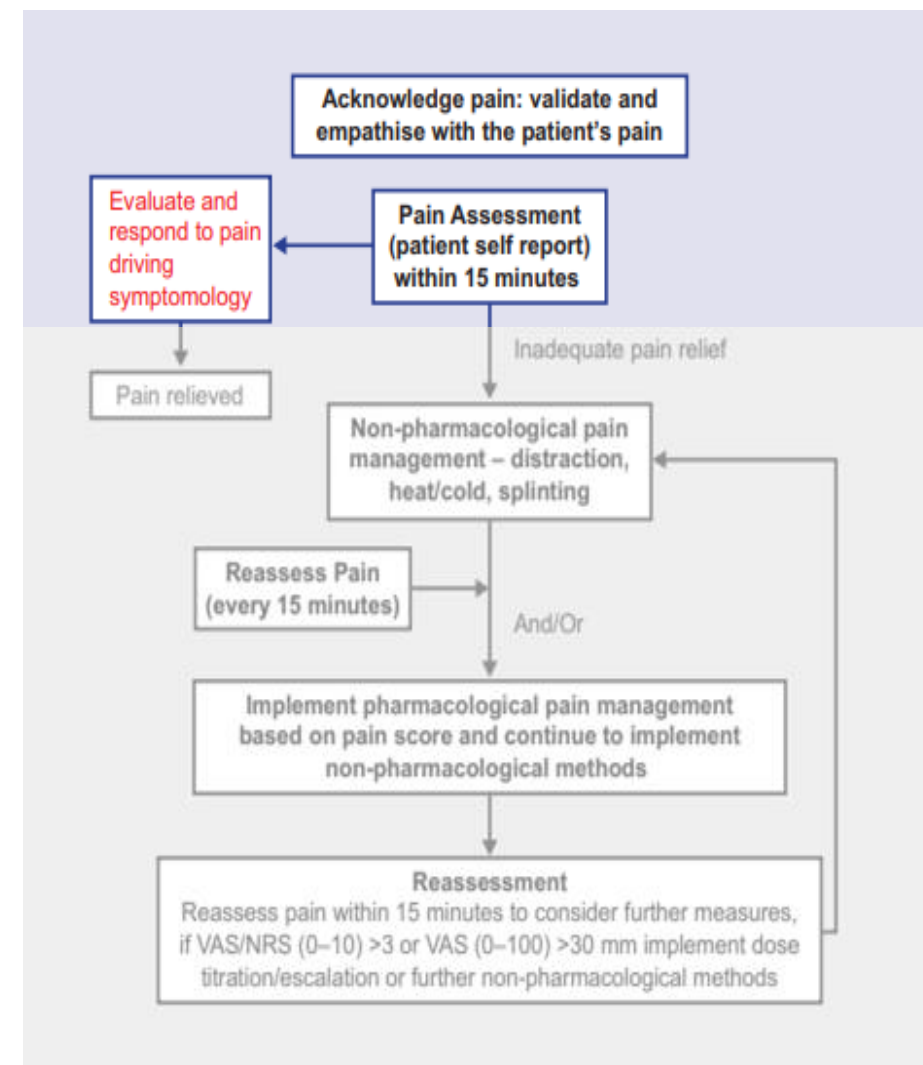 Acknowledge pain: validate and
empathise with the patient's pain
Evaluate and
respond to pain
driving
symptomology
Pain Assessment
(patient self report)
within 15 minutes
Inadequate pain relief
Pain relieved
Non-pharmacological pain
management – distraction,
heat/cold, splinting
Reassess Pain
(every 15 minutes)
And/Or
Implement pharmacological pain management
based on pain score and continue to implement
non-pharmacological methods
Reassessment
Reassess pain within 15 minutes to consider further measures,
if VAS/NRS (0–10) >3 or VAS (0–100) >30 mm implement dose
titration/escalation or further non-pharmacological methods